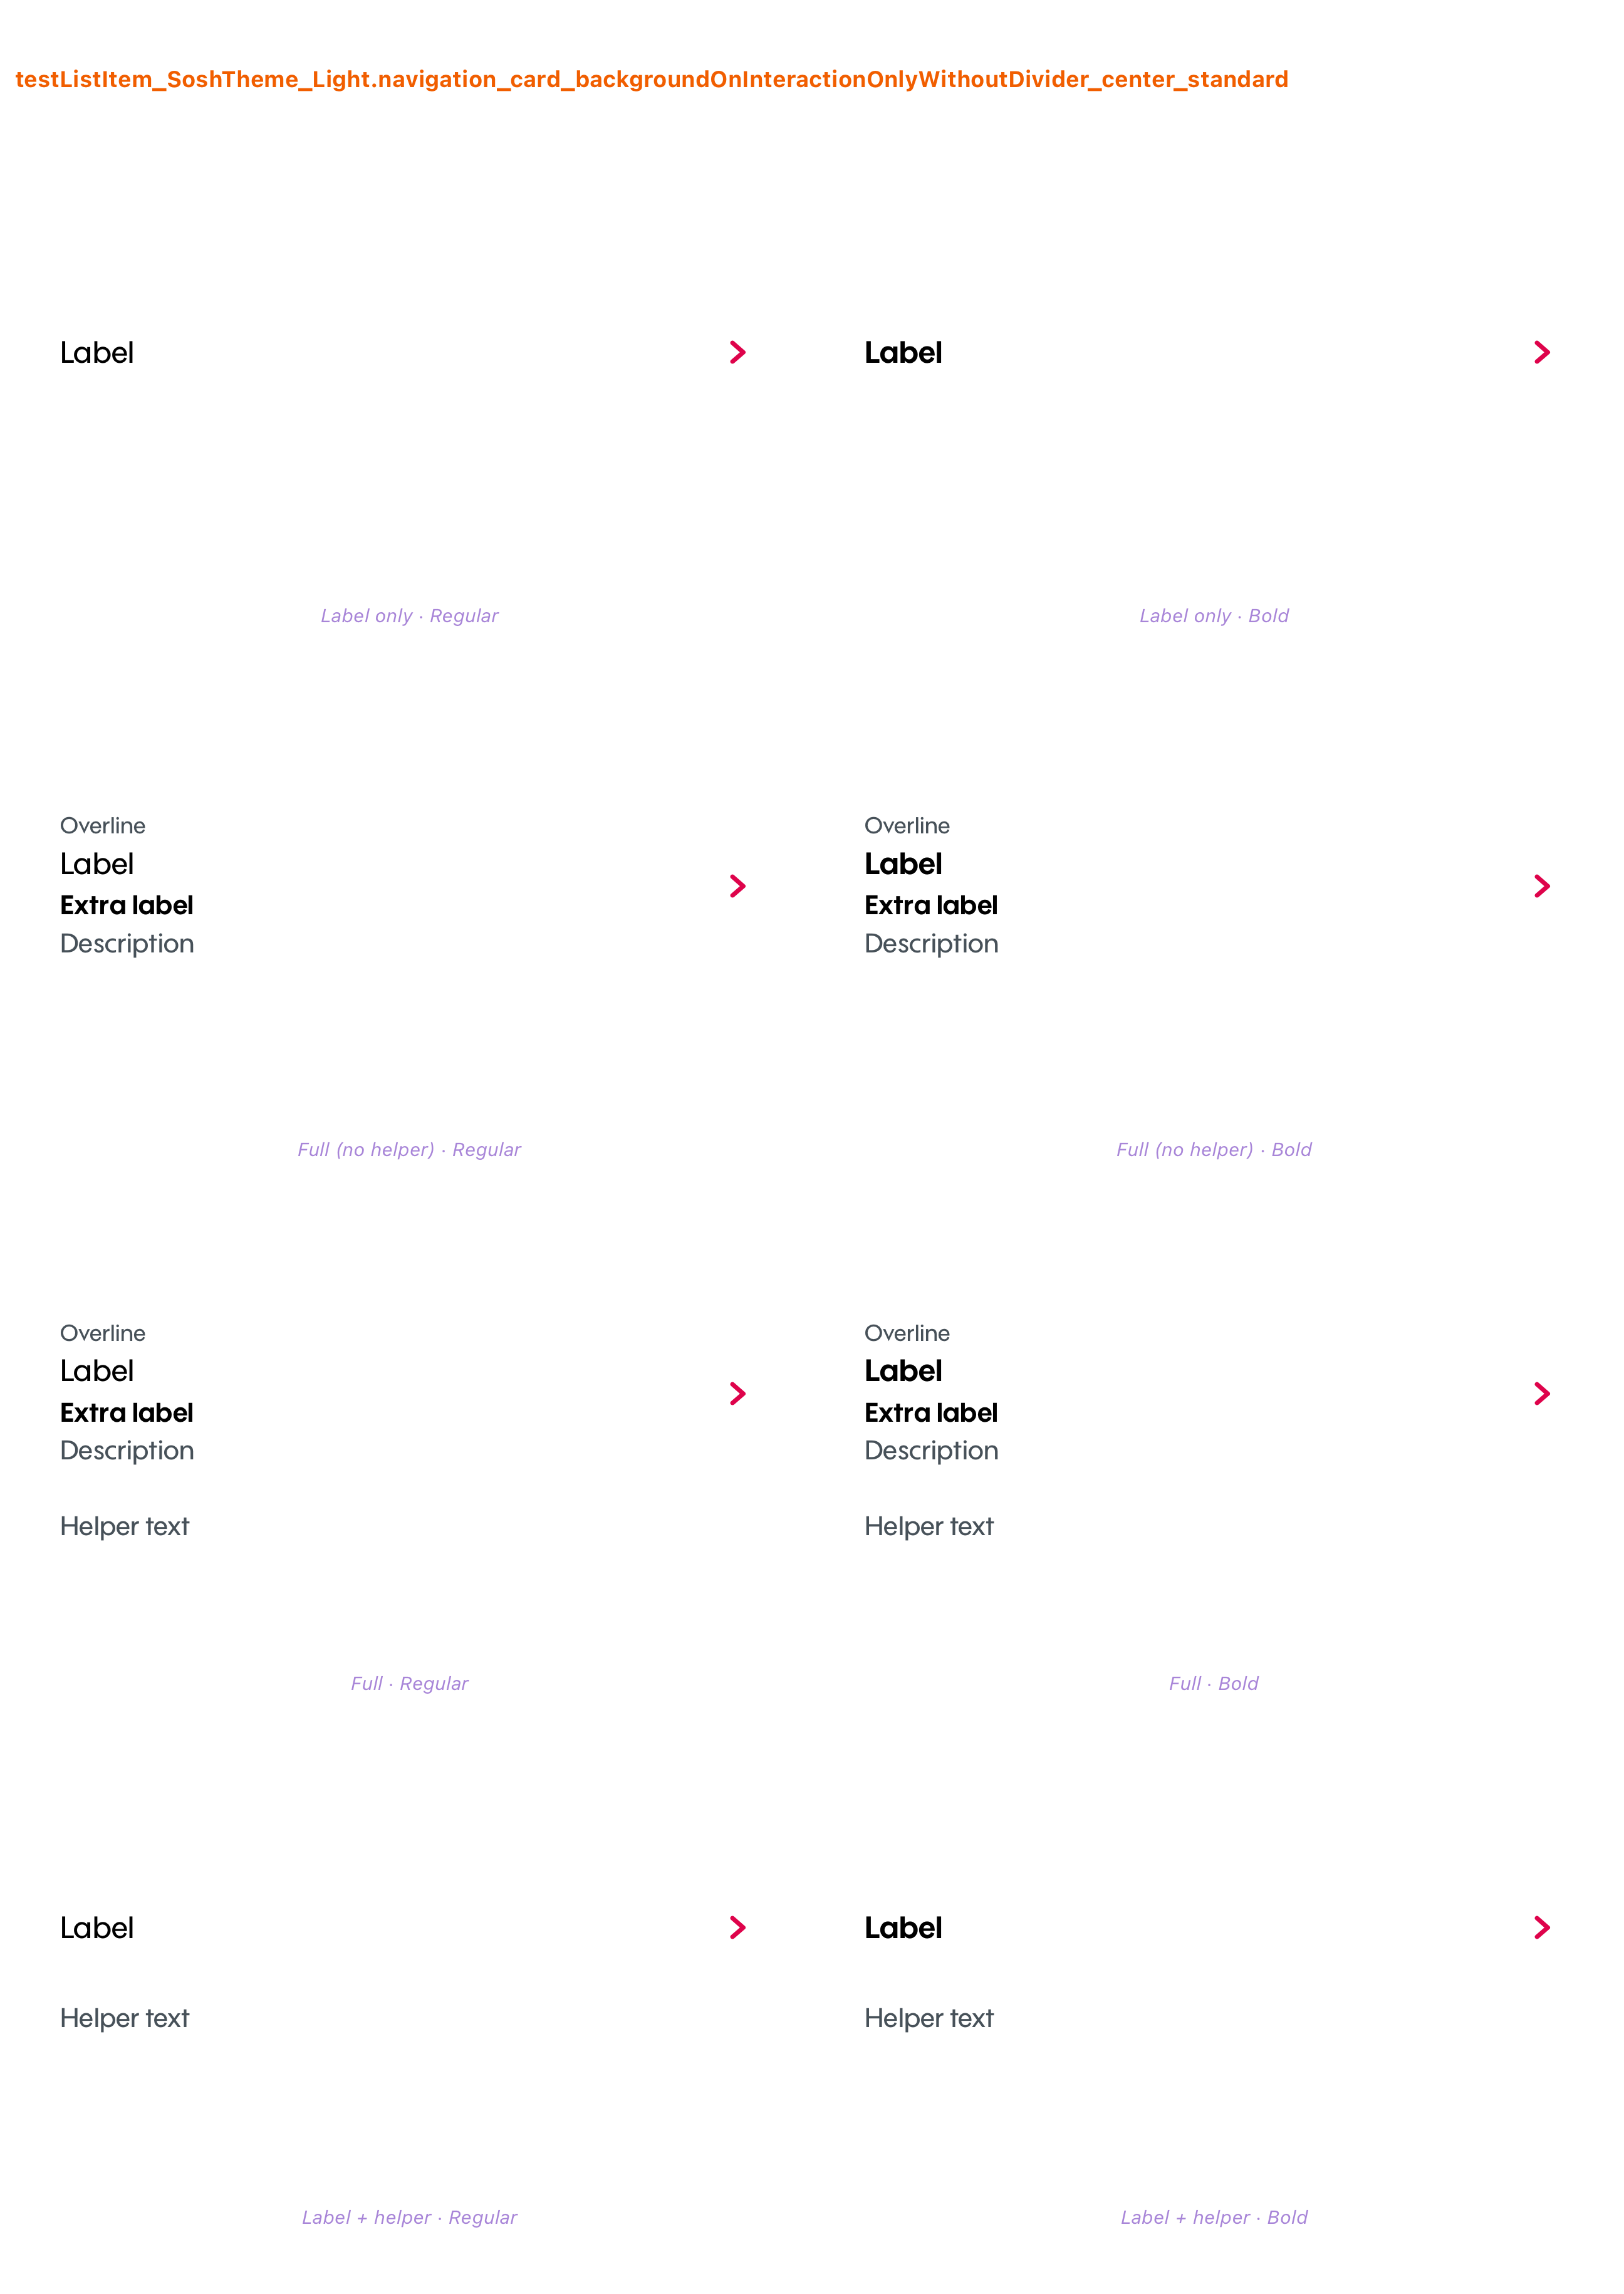 testListItem_SoshTheme_Light.navigation_card_backgroundOnInteractionOnlyWithoutDivider_center_standard
Label
Label
Label only · Regular
Label only · Bold
Overline
Label
Extra label
Description
Overline
Label
Extra label
Description
Full (no helper) · Regular
Full (no helper) · Bold
Overline
Label
Extra label
Description
Helper text
Overline
Label
Extra label
Description
Helper text
Full · Regular
Full · Bold
Label
Helper text
Label
Helper text
Label + helper · Regular
Label + helper · Bold